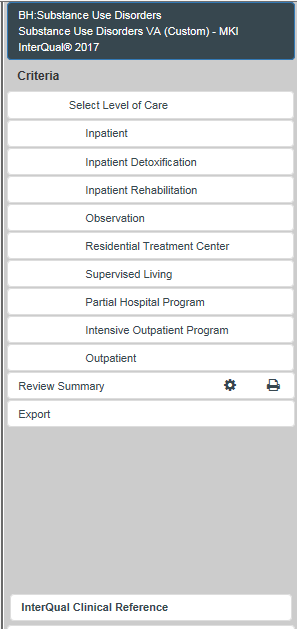 BH:Substance Use Disorders
Substance Use Disorders VA (Custom) - MKI
InterQual® 2017
Criteria
Select Level of Care
Inpatient
Inpatient Detoxification
Inpatient Rehabilitation
Observation
Residential Treatment Center
Supervised Living
Partial Hospital Program
Intensive Outpatient Program
Outpatient
Review Summary
Export
InterQual Clinical Reference